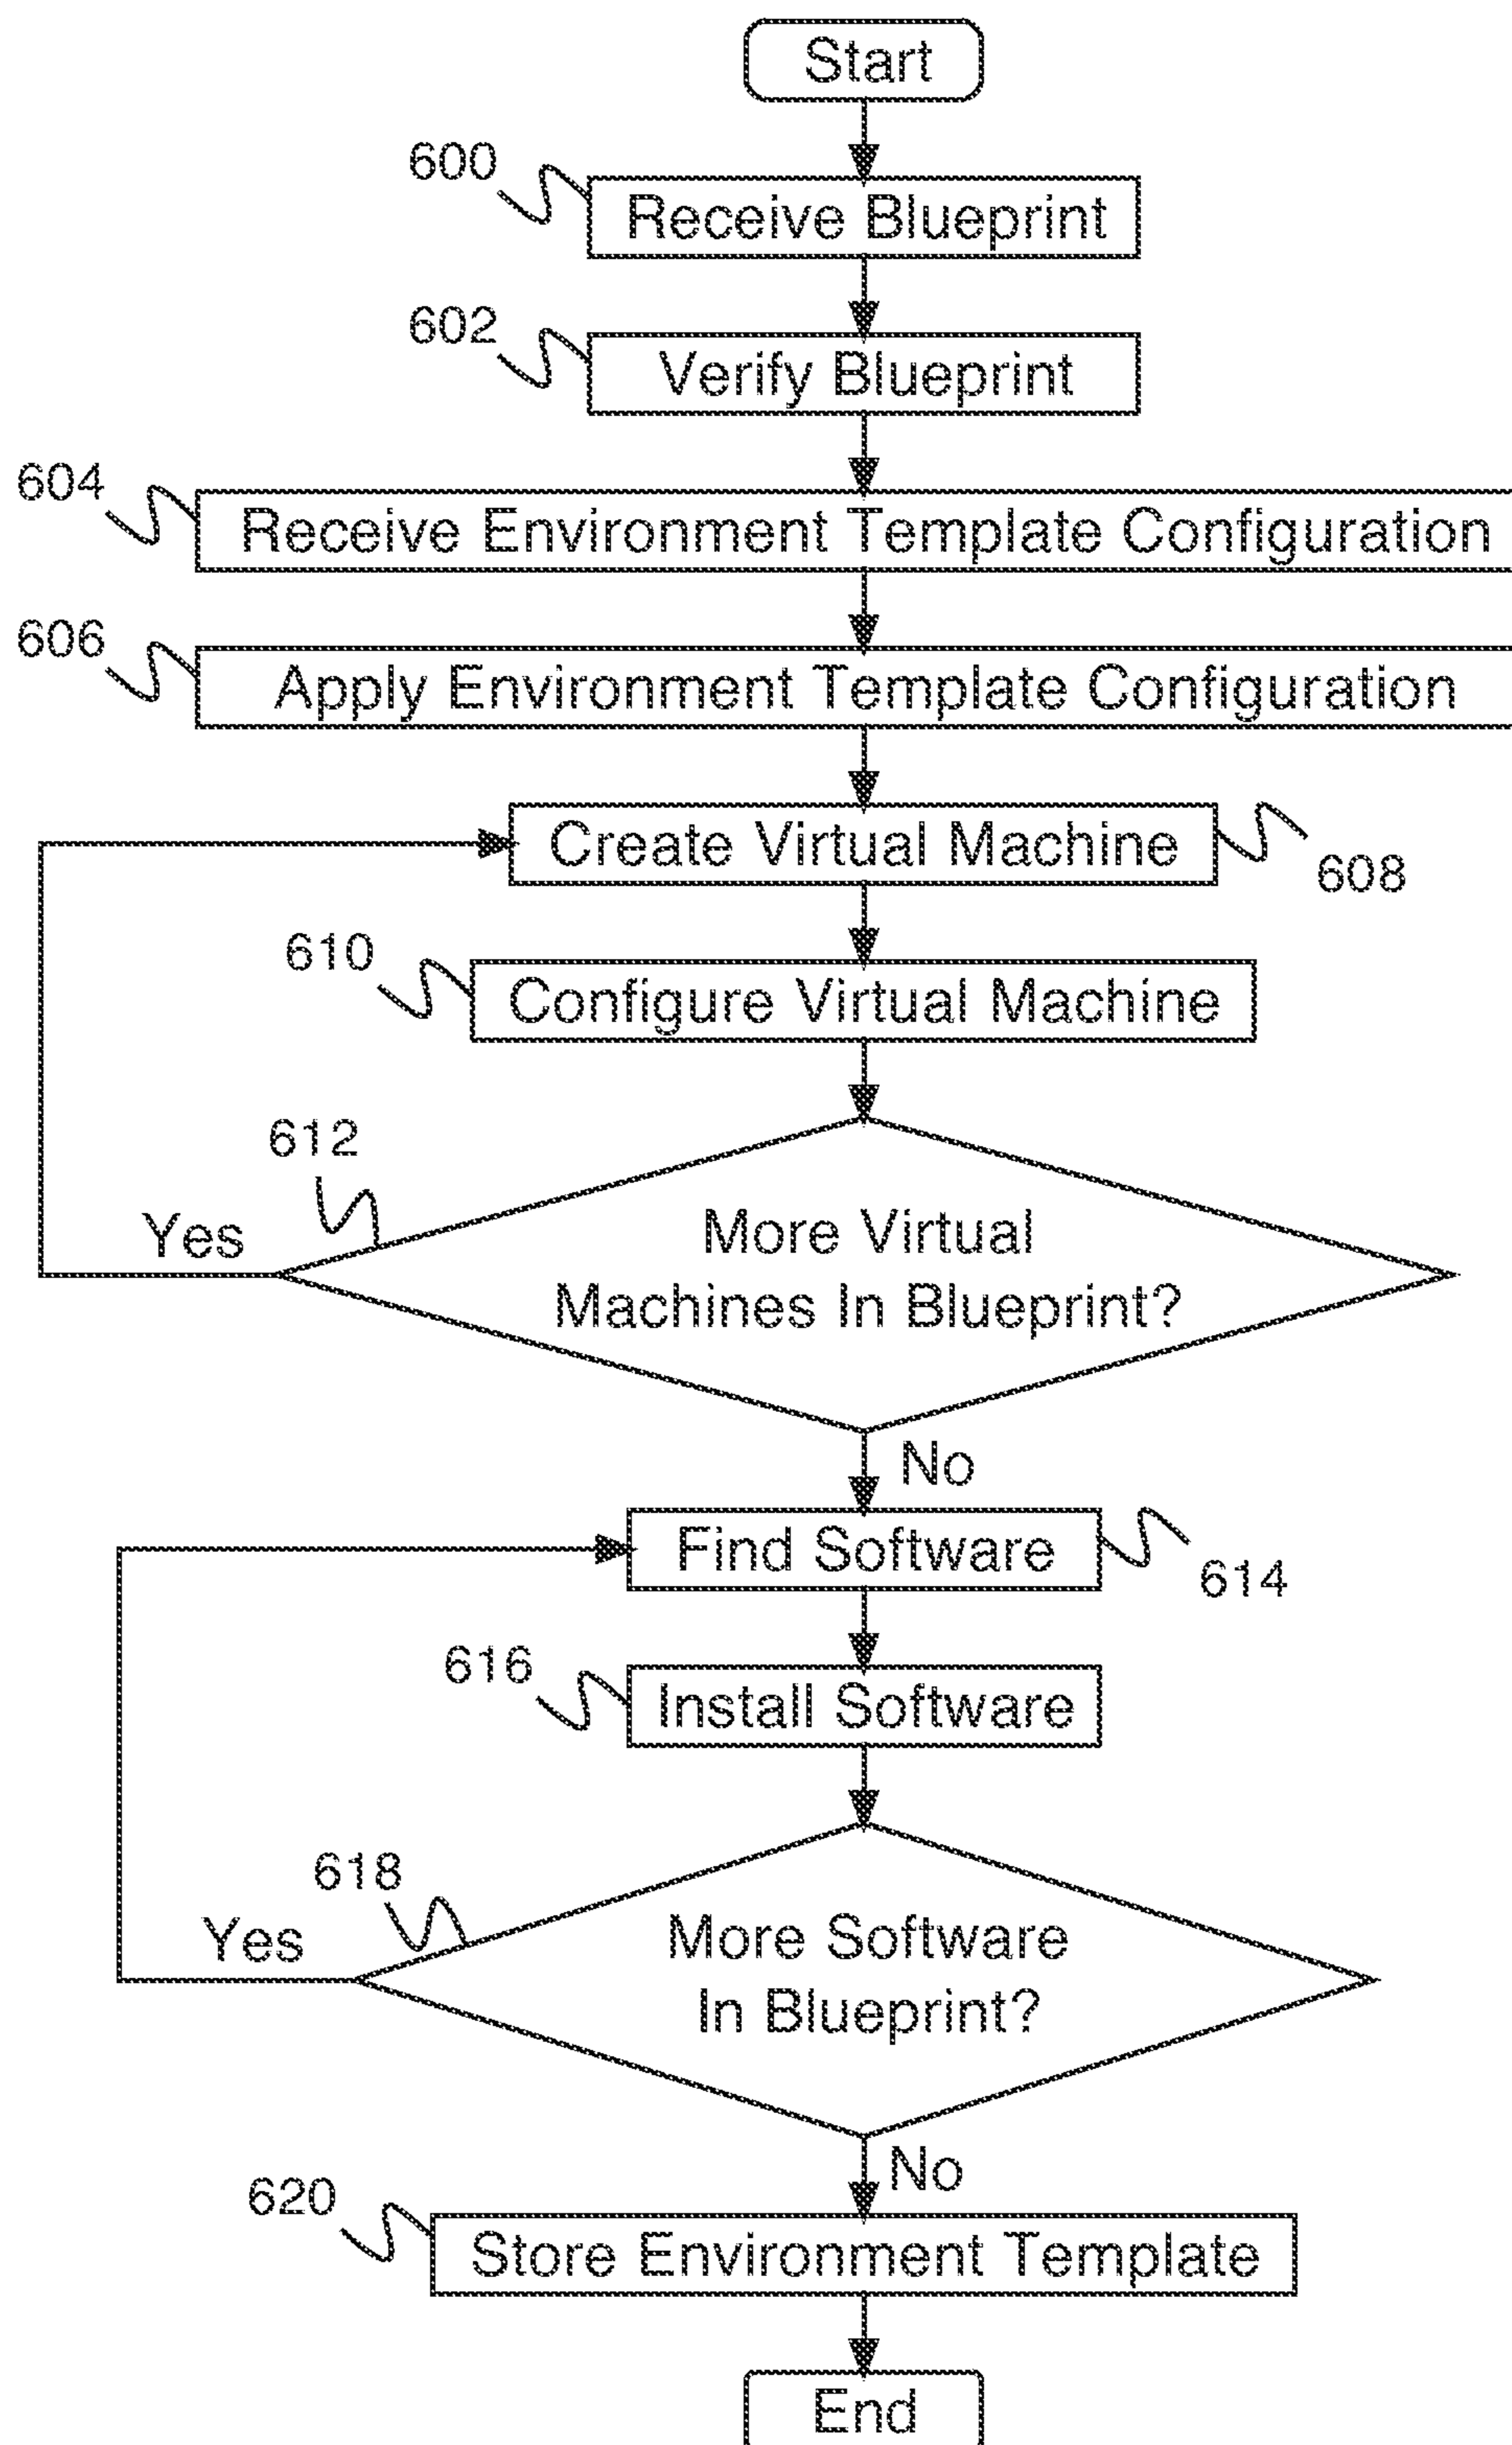 Start
600
Receive Blueprint
602
Verify Blueprint
604
Receive Environment Template Configuration
606
Apply Environment Template Configuration
Create Virtual Machine
608
610
Configure Virtual Machine
612
Yes
More Virtual
Machines In Blueprint?
No
Find Software
614
616
Install Software
618
Yes
More Software
In Blueprint?
No
620
Store Environment Template
End